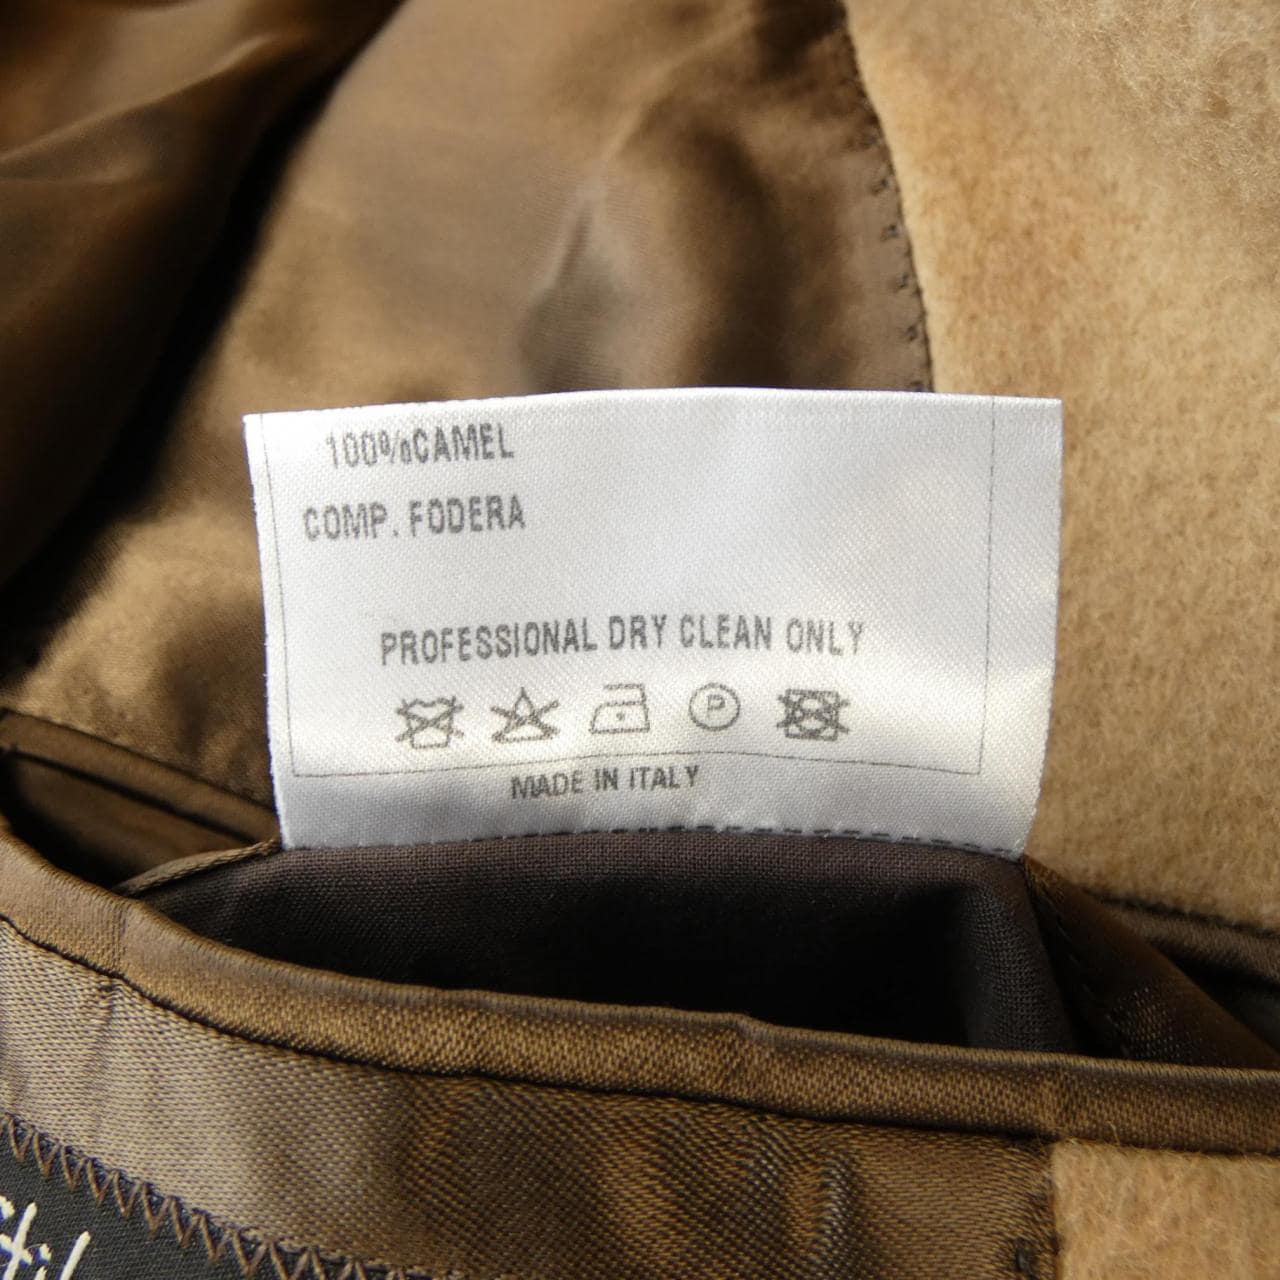 100%CAMEL
COMP. FODERA
PROFESSIONAL DRY CLEAN ONLY
P
MADE IN ITALY